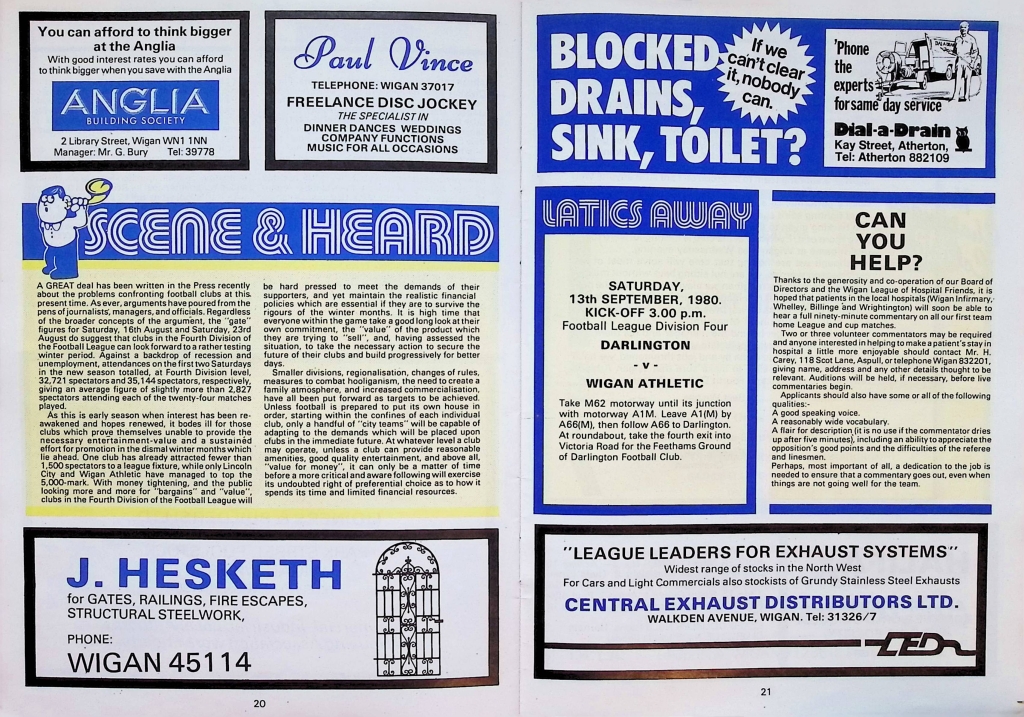 You can afford to think bigger
at the Anglia
With good interest rates you can afford
to think bigger when you save with the Anglia
ANGLIA
BUILDING SOCIETY
2 Library Street, Wigan WN1 1NN
Manager: Mr. G. Bury Tel: 39778
Paul Vince
TELEPHONE: WIGAN 37017
FREELANCE DISC JOCKEY
THE SPECIALIST IN
DINNER DANCES WEDDINGS
COMPANY FUNCTIONS
MUSIC FOR ALL OCCASIONS
SCENE & HEARD
A GREAT deal has been written in the Press recently
about the problems confronting football clubs at this
present time. As ever, arguments have poured from the
pens of journalists, managers, and officials. Regardless
of the broader concepts of the argument, the "gate"
figures for Saturday, 16th August and Saturday, 23rd
August do suggest that clubs in the Fourth Division of
the Football League can look forward to a rather testing
winter period. Against a backdrop of recession and
unemployment, attendances on the first two Saturdays
in the new season totalled, at Fourth Division level,
32,721 spectators and 35,144 spectators, respectively,
giving an average figure of slightly more than 2,827
spectators attending each of the twenty-four matches
played.
As this is early season when interest has been re-
awakened and hopes renewed, it bodes ill for those
clubs which prove themselves unable to provide the
necessary entertainment-value and a sustained
effort for promotion in the dismal winter months which
lie ahead. One club has already attracted fewer than
1,500 spectators to a league fixture, while only Lincoln
City and Wigan Athletic have managed to top the
5,000-mark. With money tightening, and the public
looking more and more for "bargains" and "value",
clubs in the Fourth Division of the Football League will
be hard pressed to meet the demands of their
supporters, and yet maintain the realistic financial
policies which are essential if they are to survive the
rigours of the winter months. It is high time that
everyone within the game take a good long look at their
own commitment, the "value" of the product which
they are trying to "sell", and, having assessed the
situation, to take the necessary action to secure the
future of their clubs and build progressively for better
days.
Smaller divisions, regionalisation, changes of rules,
measures to combat hooliganism, the need to create a
family atmosphere, and increased commercialisation,
have all been put forward as targets to be achieved.
Unless football is prepared to put its own house in
order, starting within the confines of each individual
club, only a handful of "city teams" will be capable of
adapting to the demands which will be placed upon
clubs in the immediate future. At whatever level a club
may operate, unless a club can provide reasonable
amenities, good quality entertainment, and above all,
"value for money", it can only be a matter of time
before a more critical and aware following will exercise
its undoubted right of preferential choice as to how it
spends its time and limited financial resources.
J. HESKETH
for GATES, RAILINGS, FIRE ESCAPES,
STRUCTURAL STEELWORK,
PHONE:
WIGAN 45114
20
BLOCKED
DRAINS,
SINK, TOILET?
If we
can't clear
it, nobody
can.
'Phone
the
experts
for same day service
Dial-a-Drain
Kay Street, Atherton,
Tel: Atherton 882109
LATICS AWAY
SATURDAY,
13th SEPTEMBER, 1980.
KICK-OFF 3.00 p.m.
Football League Division Four
DARLINGTON
- v -
WIGAN ATHLETIC
Take M62 motorway until its junction
with motorway A1M. Leave A1(M) by
A66(M), then follow A66 to Darlington.
At roundabout, take the fourth exit into
Victoria Road for the Feethams Ground
of Darlington Football Club.
CAN
YOU
HELP?
Thanks to the generosity and co-operation of our Board of
Directors and the Wigan League of Hospital Friends, it is
hoped that patients in the local hospitals (Wigan Infirmary,
Whelley, Billinge and Wrightington) will soon be able to
hear a full ninety-minute commentary on all our first team
home League and cup matches.
Two or three volunteer commentators may be required
and anyone interested in helping to make a patient's stay in
hospital a little more enjoyable should contact Mr. H.
Carey, 118 Scot Lane, Aspull, or telephone Wigan 832201,
giving name, address and any other details thought to be
relevant. Auditions will be held, if necessary, before live
commentaries begin.
Applicants should also have some or all of the following
qualities:-
A good speaking voice.
A reasonably wide vocabulary.
A flair for description (it is no use if the commentator dries
up after five minutes), including an ability to appreciate the
opposition's good points and the difficulties of the referee
and linesmen.
Perhaps, most important of all, a dedication to the job is
needed to ensure that a commentary goes out, even when
things are not going well for the team.
"LEAGUE LEADERS FOR EXHAUST SYSTEMS"
Widest range of stocks in the North West
For Cars and Light Commercials also stockists of Grundy Stainless Steel Exhausts
CENTRAL EXHAUST DISTRIBUTORS LTD.
WALKDEN AVENUE, WIGAN. Tel: 31326/7
CED
21